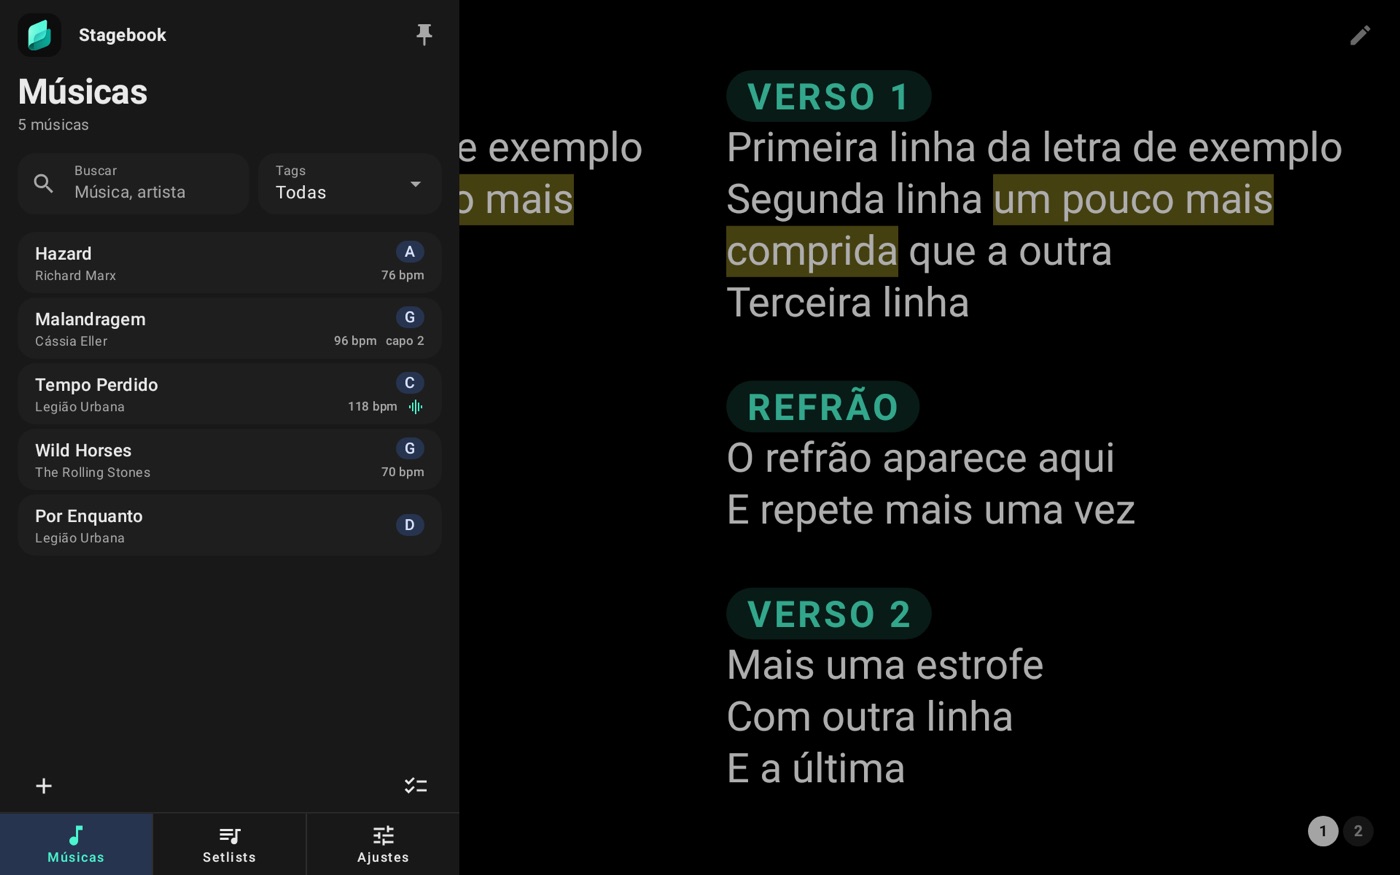 Stagebook
Músicas
5 músicas
Buscar
Música, artista
Tags
Todas
Hazard
A
Richard Marx
76 bpm
Malandragem
G
Cássia Eller
96 bpm capo 2
Tempo Perdido
C
Legião Urbana
118 bpm
Wild Horses
G
The Rolling Stones
70 bpm
Por Enquanto
D
Legião Urbana
Músicas
Setlists
Ajustes
e exemplo
o mais
VERSO 1
Primeira linha da letra de exemplo
Segunda linha um pouco mais
comprida que a outra
Terceira linha
REFRÃO
O refrão aparece aqui
E repete mais uma vez
VERSO 2
Mais uma estrofe
Com outra linha
E a última
1 2